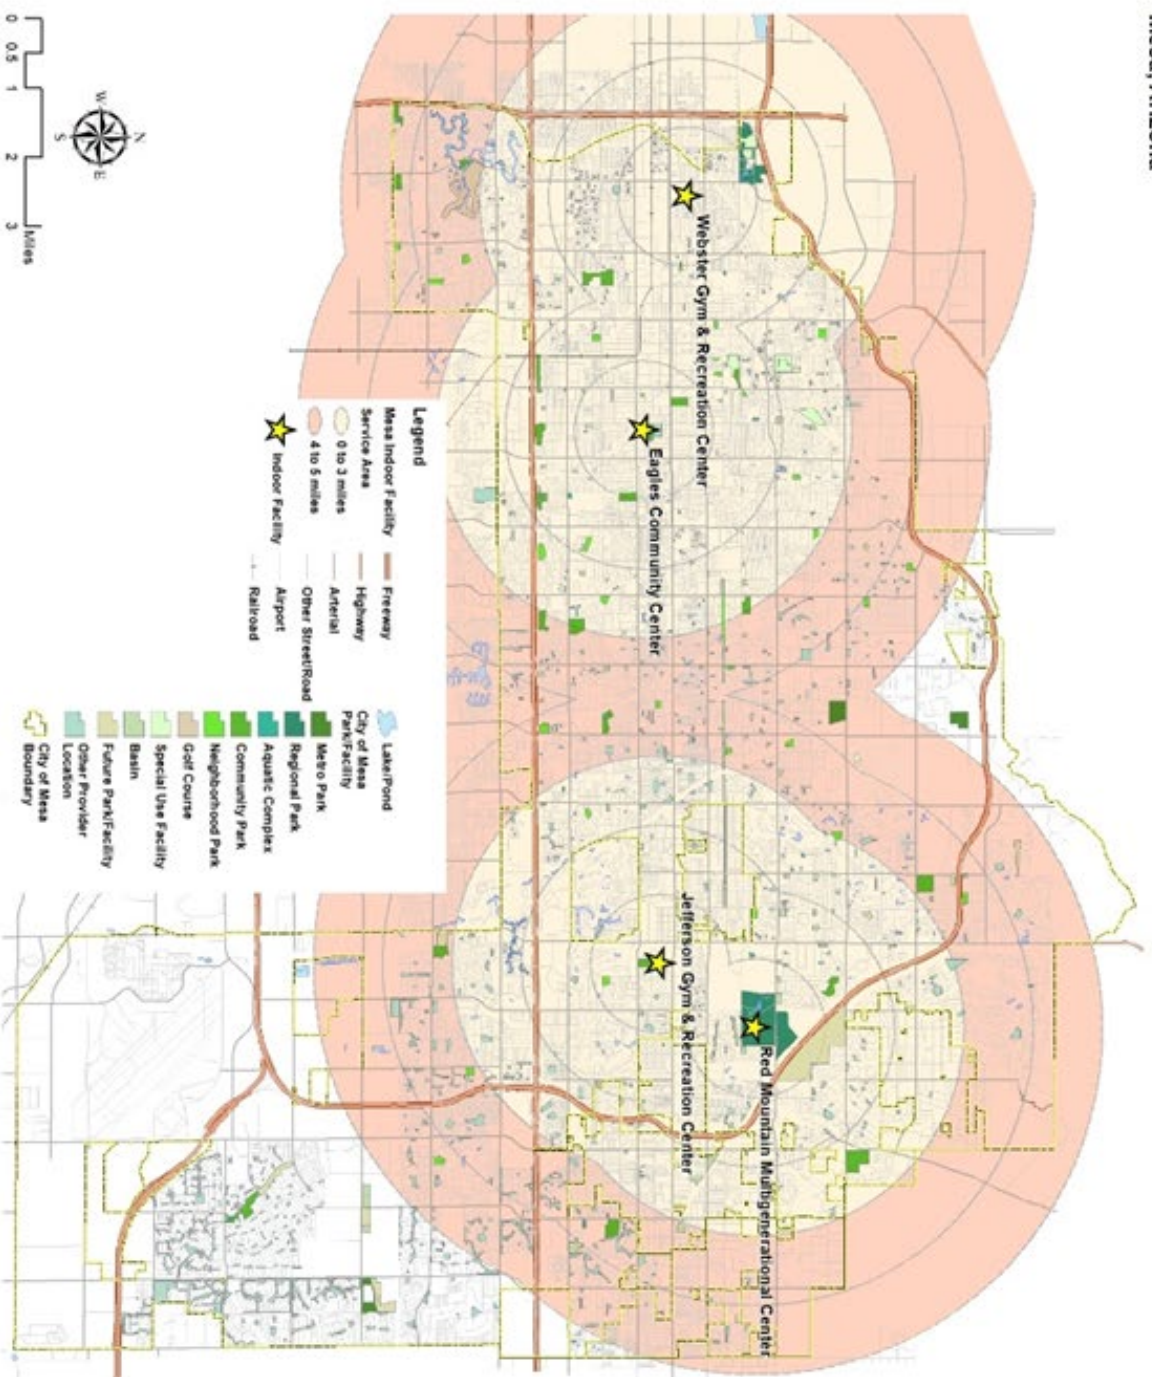 Mesa, Arizona
Webster Gym & Recreation Center
Eagles Community Center
Jefferson Gym & Recreation Center
Red Mountain Multigenerational Center
Legend
Mesa Indoor Facility
Service Area
0 to 3 miles
4 to 5 miles
Indoor Facility
Freeway
Highway
Arterial
Other Street/Road
Airport
Railroad
Lake/Pond
City of Mesa
Park/Facility
Metro Park
Regional Park
Aquatic Complex
Community Park
Neighborhood Park
Golf Course
Special Use Facility
Basin
Future Park/Facility
Other Provider
Location
City of Mesa
Boundary
N
W
E
S
0 0.5 1 2 3
Miles